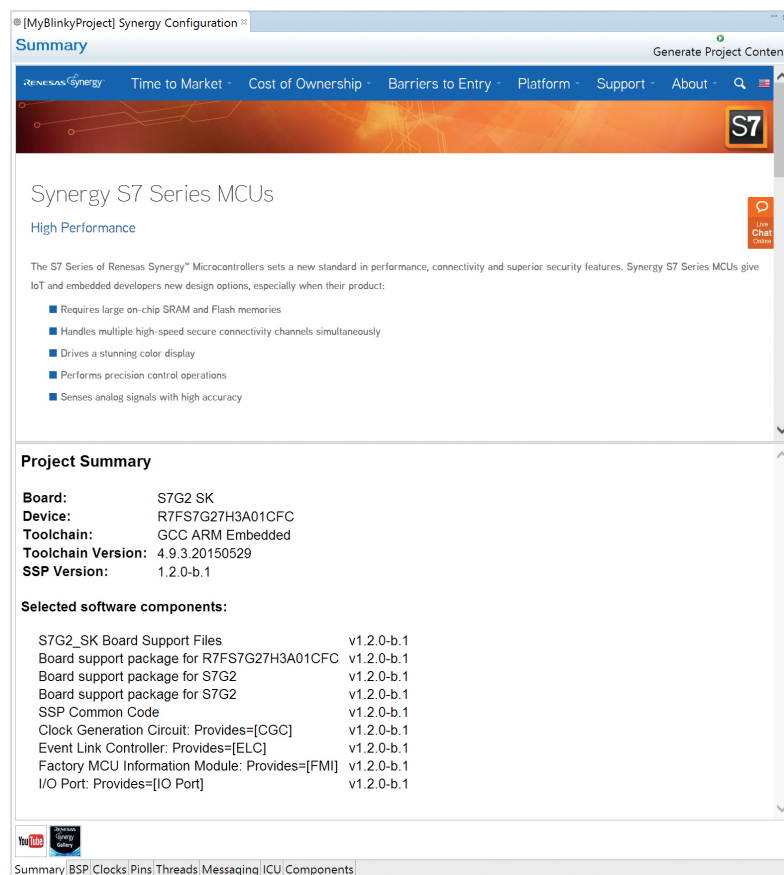 [MyBlinkyProject] Synergy Configuration
Summary
Generate Project Conten
RENESAS Synergy™ Time to Market Cost of Ownership Barriers to Entry Platform Support About
S7
Synergy S7 Series MCUs
High Performance
Live
Chat
Online
The S7 Series of Renesas Synergy™ Microcontrollers sets a new standard in performance, connectivity and superior security features. Synergy S7 Series MCUs give
IoT and embedded developers new design options, especially when their product:
Requires large on-chip SRAM and Flash memories
Handles multiple high-speed secure connectivity channels simultaneously
Drives a stunning color display
Performs precision control operations
Senses analog signals with high accuracy
Project Summary
Board: S7G2 SK
Device: R7FS7G27H3A01CFC
Toolchain: GCC ARM Embedded
Toolchain Version: 4.9.3.20150529
SSP Version: 1.2.0-b.1
Selected software components:
S7G2_SK Board Support Files v1.2.0-b.1
Board support package for R7FS7G27H3A01CFC v1.2.0-b.1
Board support package for S7G2 v1.2.0-b.1
Board support package for S7G2 v1.2.0-b.1
SSP Common Code v1.2.0-b.1
Clock Generation Circuit: Provides=[CGC] v1.2.0-b.1
Event Link Controller: Provides=[ELC] v1.2.0-b.1
Factory MCU Information Module: Provides=[FMI] v1.2.0-b.1
I/O Port: Provides=[IO Port] v1.2.0-b.1
YouTube
RENESAS
Synergy
Gallery
Summary BSP Clocks Pins Threads Messaging ICU Components